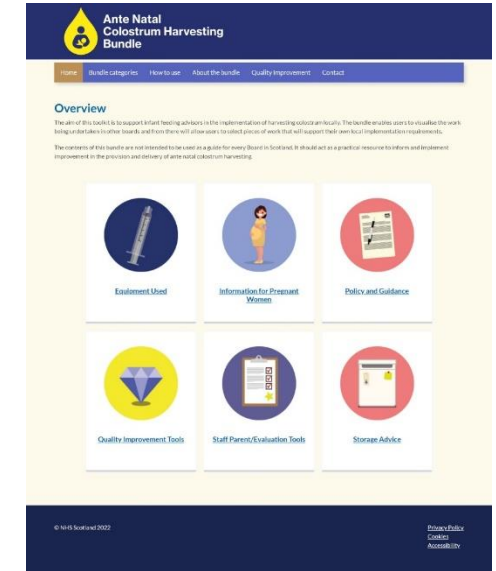 Ante Natal
Colostrum Harvesting
Bundle
Home Bundle categories How to use About the bundle Quality Improvement Contact
Overview
The aim of this toolkit is to support infant feeding advisors in the implementation of harvesting colostrum locally. The bundle enables users to visualise the work
being undertaken in other boards and from there will allow users to select pieces of work that will support their own local implementation requirements.
The contents of this bundle are not intended to be used as a guide for every Board in Scotland. It should act as a practical resource to inform and implement
improvement in the provision and delivery of ante natal colostrum harvesting.
Equipment Used
Information for Pregnant
Women
Policy and Guidance
Quality Improvement Tools
Staff Parent/Evaluation Tools
Storage Advice
© NHS Scotland 2022
Privacy Policy
Cookies
Accessibility